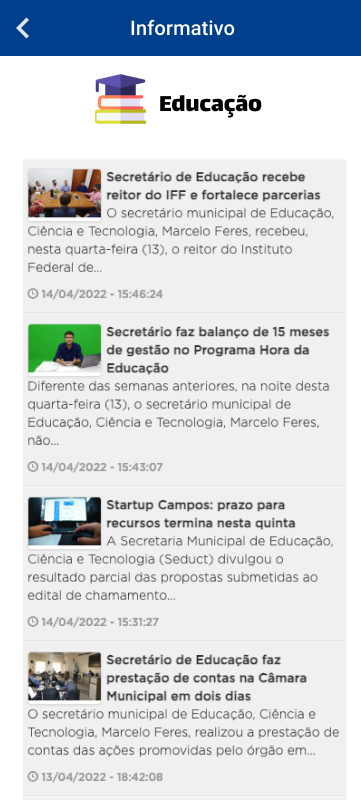 Informativo
Educação
Secretário de Educação recebe
reitor do IFF e fortalece parcerias
O secretário municipal de Educação,
Ciência e Tecnologia, Marcelo Feres, recebeu,
nesta quarta-feira (13), o reitor do Instituto
Federal de...
14/04/2022 - 15:46:24
Secretário faz balanço de 15 meses
de gestão no Programa Hora da
Educação
Diferente das semanas anteriores, na noite desta
quarta-feira (13), o secretário municipal de
Educação, Ciência e Tecnologia, Marcelo Feres,
não...
14/04/2022 - 15:43:07
Startup Campos: prazo para
recursos termina nesta quinta
A Secretaria Municipal de Educação,
Ciência e Tecnologia (Seduct) divulgou o
resultado parcial das propostas submetidas ao
edital de chamamento...
14/04/2022 - 15:31:27
Secretário de Educação faz
prestação de contas na Câmara
Municipal em dois dias
O secretário municipal de Educação, Ciência e
Tecnologia, Marcelo Feres, realizou a prestação de
contas das ações promovidas pelo órgão em...
13/04/2022 - 18:42:08